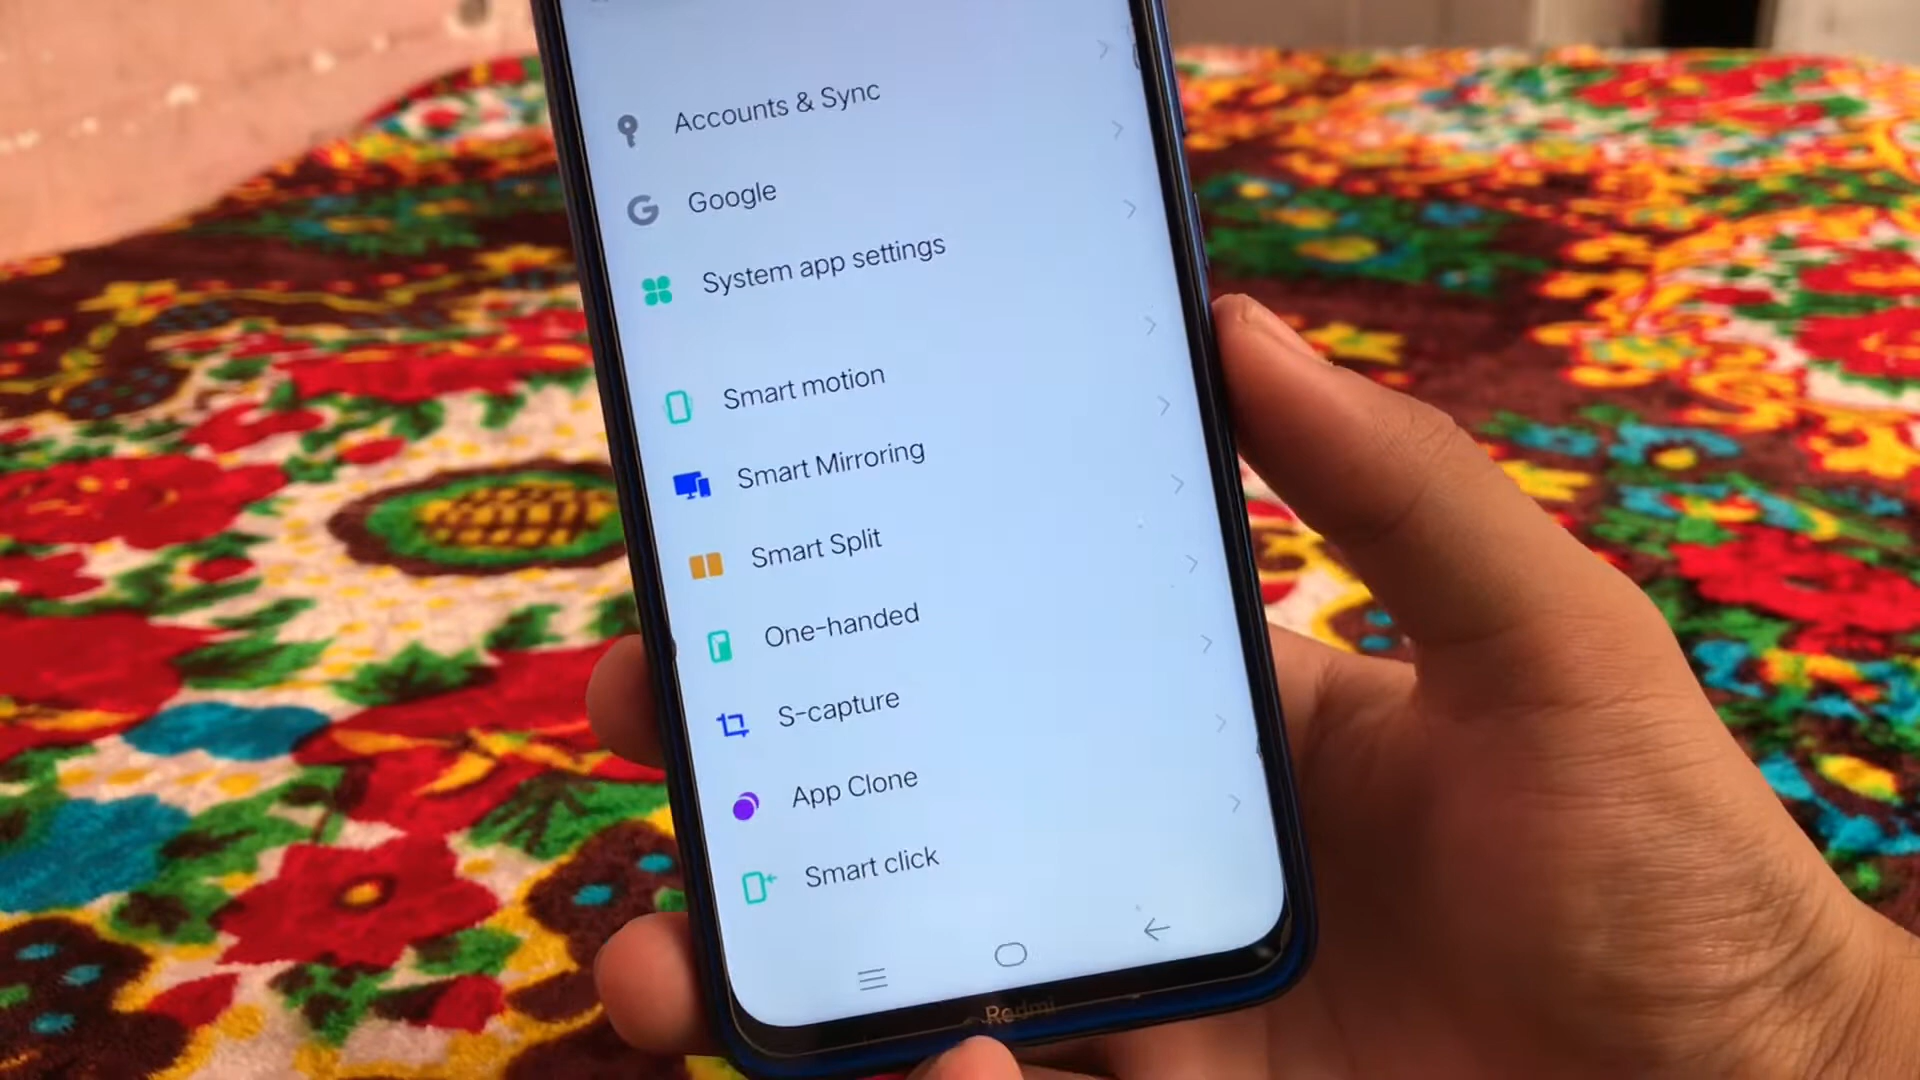 Accounts & Sync
Google
System app settings
Smart motion
Smart Mirroring
Smart Split
One-handed
S-capture
App Clone
Smart click
Redmi